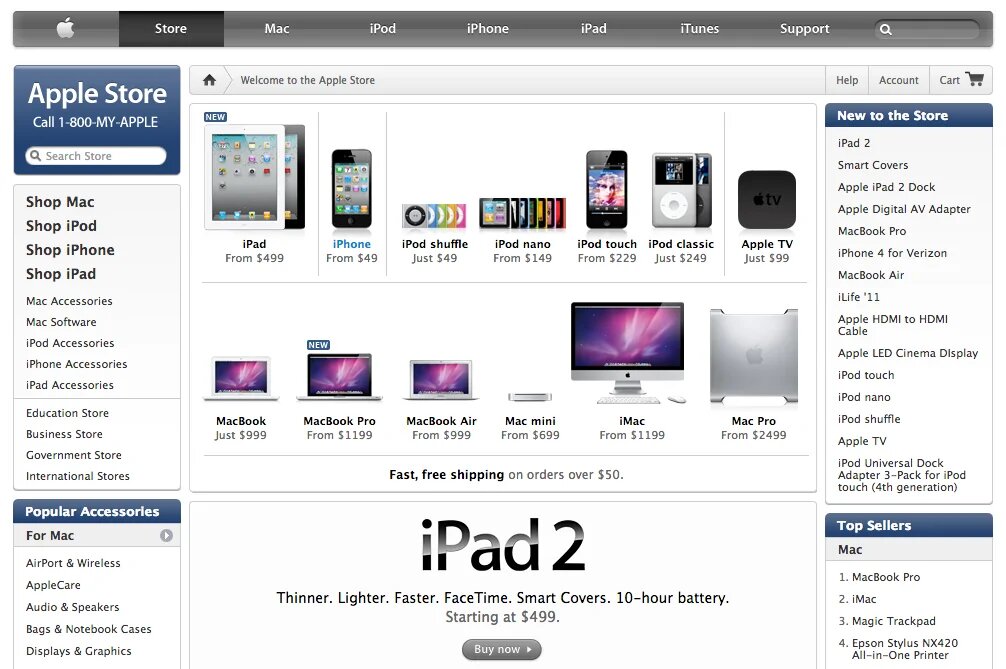 Store
Mac
iPod
iPhone
iPad
iTunes
Support
Apple Store
Call 1-800-MY-APPLE
Search Store
Shop Mac
Shop iPod
Shop iPhone
Shop iPad
Mac Accessories
Mac Software
iPod Accessories
iPhone Accessories
iPad Accessories
Education Store
Business Store
Government Store
International Stores
Popular Accessories
For Mac
AirPort & Wireless
AppleCare
Audio & Speakers
Bags & Notebook Cases
Displays & Graphics
Welcome to the Apple Store
Help
Account
Cart
NEW
iPad
From $499
iPhone
From $49
iPod shuffle
Just $49
iPod nano
From $149
iPod touch
From $229
iPod classic
Just $249
tv
Apple TV
Just $99
MacBook
Just $999
NEW
MacBook Pro
From $1199
MacBook Air
From $999
Mac mini
From $699
iMac
From $1199
Mac Pro
From $2499
Fast, free shipping on orders over $50.
iPad 2
Thinner. Lighter. Faster. FaceTime. Smart Covers. 10-hour battery.
Starting at $499.
Buy now
New to the Store
iPad 2
Smart Covers
Apple iPad 2 Dock
Apple Digital AV Adapter
MacBook Pro
iPhone 4 for Verizon
MacBook Air
iLife '11
Apple HDMI to HDMI
Cable
Apple LED Cinema DIsplay
iPod touch
iPod nano
iPod shuffle
Apple TV
iPod Universal Dock
Adapter 3-Pack for iPod
touch (4th generation)
Top Sellers
Mac
1. MacBook Pro
2. iMac
3. Magic Trackpad
4. Epson Stylus NX420
All-in-One Printer